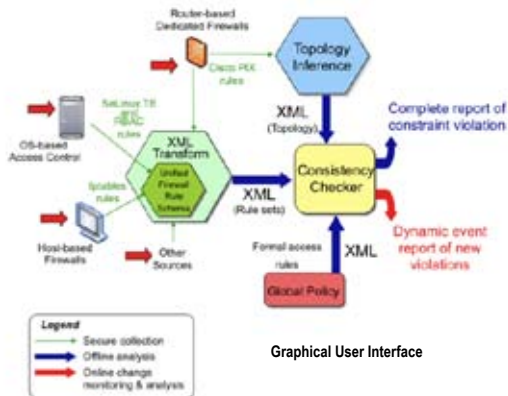 Router-based
Dedicated Firewalls
Cisco PIX
rules
Topology
Inference
SeLinux TE
and
RBAC
rules
XML
(Topology)
Complete report of
constraint violation
OS-based
Access Control
XML
Transform
Unified
Firewall
Rule
Schema
Consistency
Checker
XML
(Rule sets)
Iptables
rules
Host-based
Firewalls
Other
Sources
Formal access
rules
XML
Dynamic event
report of new
violations
Global Policy
Legend
Secure collection
Offline analysis
Online change
monitoring & analysis
Graphical User Interface